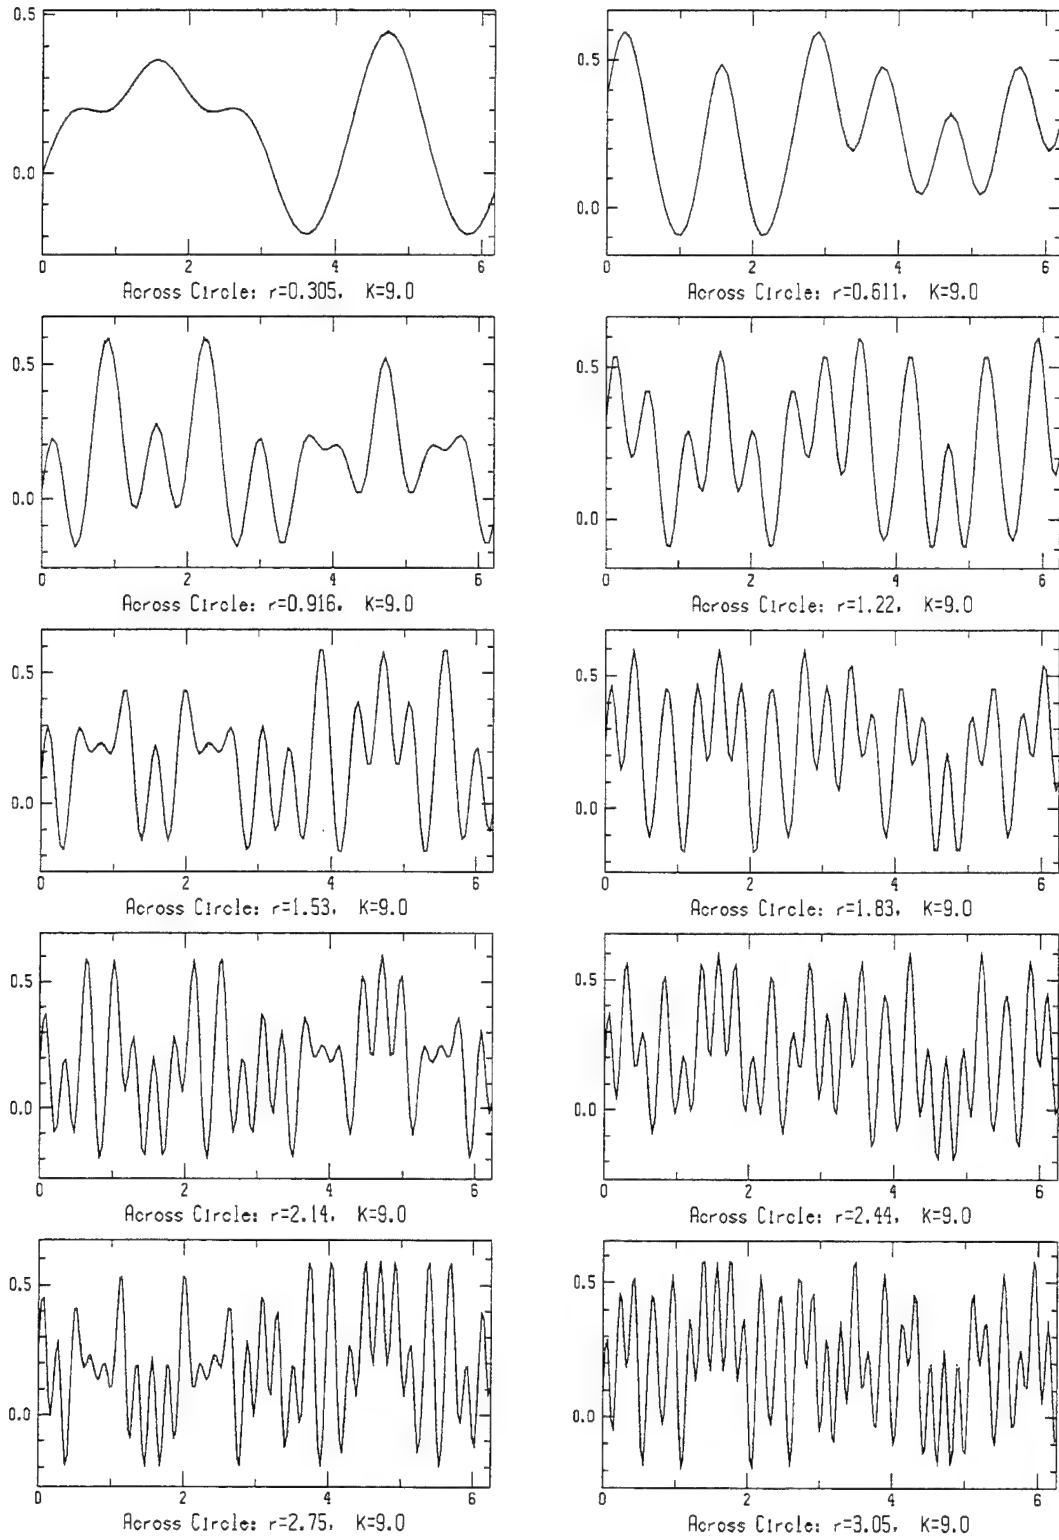 0.5
0.0
0 2 4 6
Across Circle: r=0.305, K=9.0
0.5
0.0
0 2 4 6
Across Circle: r=0.611, K=9.0
0.5
0.0
0 2 4 6
Across Circle: r=0.916, K=9.0
0.5
0.0
0 2 4 6
Across Circle: r=1.22, K=9.0
0.5
0.0
0 2 4 6
Across Circle: r=1.53, K=9.0
0.5
0.0
0 2 4 6
Across Circle: r=1.83, K=9.0
0.5
0.0
0 2 4 6
Across Circle: r=2.14, K=9.0
0.5
0.0
0 2 4 6
Across Circle: r=2.44, K=9.0
0.5
0.0
0 2 4 6
Across Circle: r=2.75, K=9.0
0.5
0.0
0 2 4 6
Across Circle: r=3.05, K=9.0